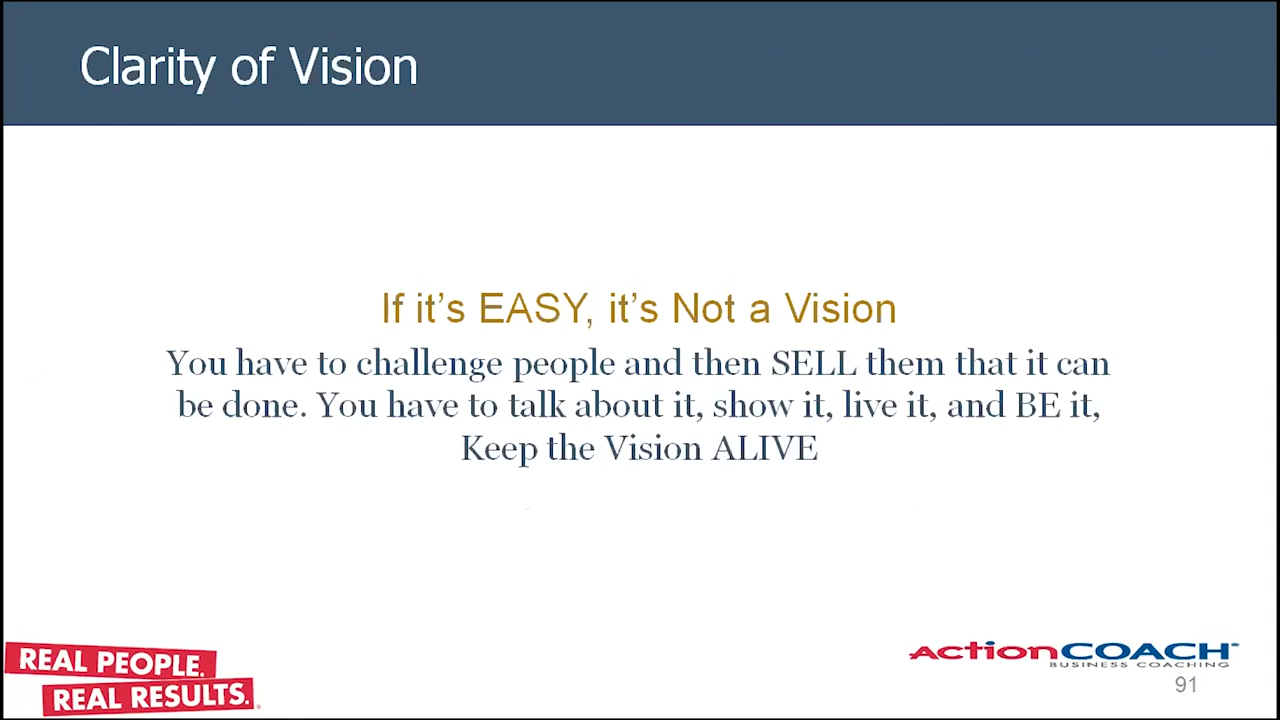 Clarity of Vision
If it’s EASY, it’s Not a Vision
You have to challenge people and then SELL them that it can
be done. You have to talk about it, show it, live it, and BE it,
Keep the Vision ALIVE
REAL PEOPLE.
REAL RESULTS.
ActionCOACH
BUSINESS COACHING
91